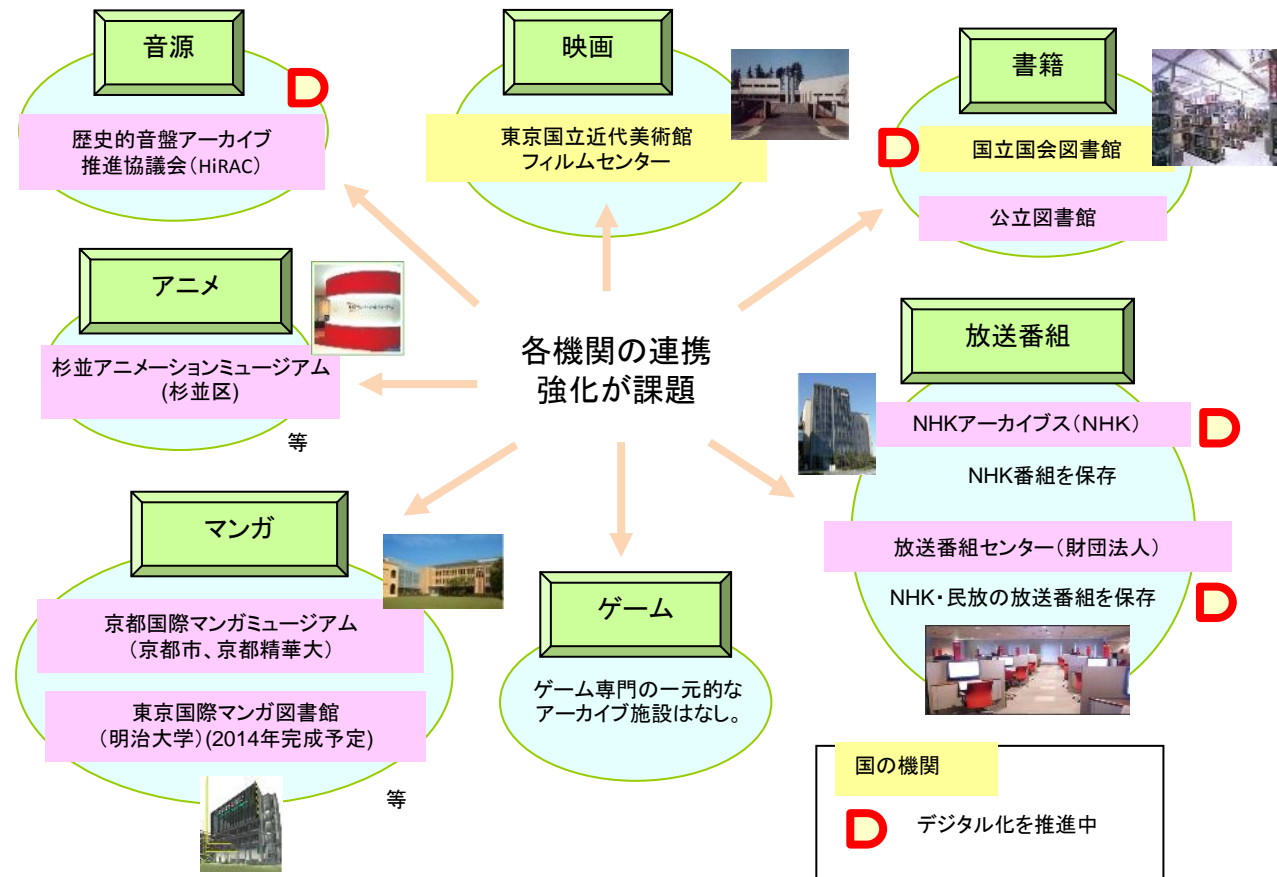 音源
歴史的音盤アーカイブ
推進協議会（HiRAC）
映画
東京国立近代美術館
フィルムセンター
書籍
国立国会図書館
公立図書館
アニメ
杉並アニメーションミュージアム
(杉並区)
等
各機関の連携
強化が課題
放送番組
NHKアーカイブス（ＮＨＫ）
NHK番組を保存
放送番組センター（財団法人）
NHK・民放の放送番組を保存
マンガ
京都国際マンガミュージアム
（京都市、京都精華大）
東京国際マンガ図書館
（明治大学）(2014年完成予定)
等
ゲーム
ゲーム専門の一元的な
アーカイブ施設はなし。
国の機関
D デジタル化を推進中
D
D
D
D